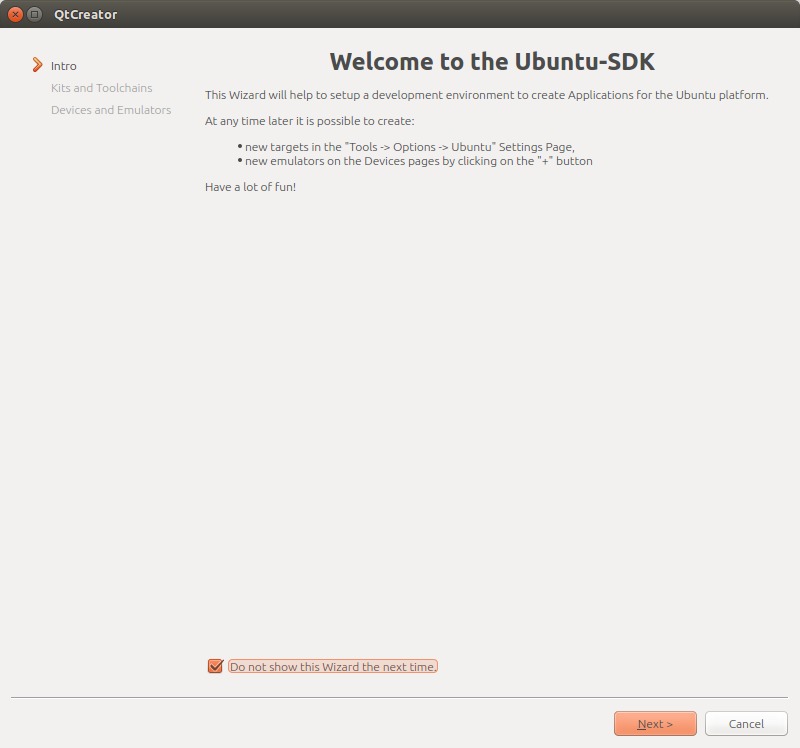 QtCreator
Intro
Kits and Toolchains
Devices and Emulators
Welcome to the Ubuntu-SDK
This Wizard will help to setup a development environment to create Applications for the Ubuntu platform.
At any time later it is possible to create:
• new targets in the "Tools -> Options -> Ubuntu" Settings Page,
• new emulators on the Devices pages by clicking on the "+" button
Have a lot of fun!
Do not show this Wizard the next time.
Next >
Cancel